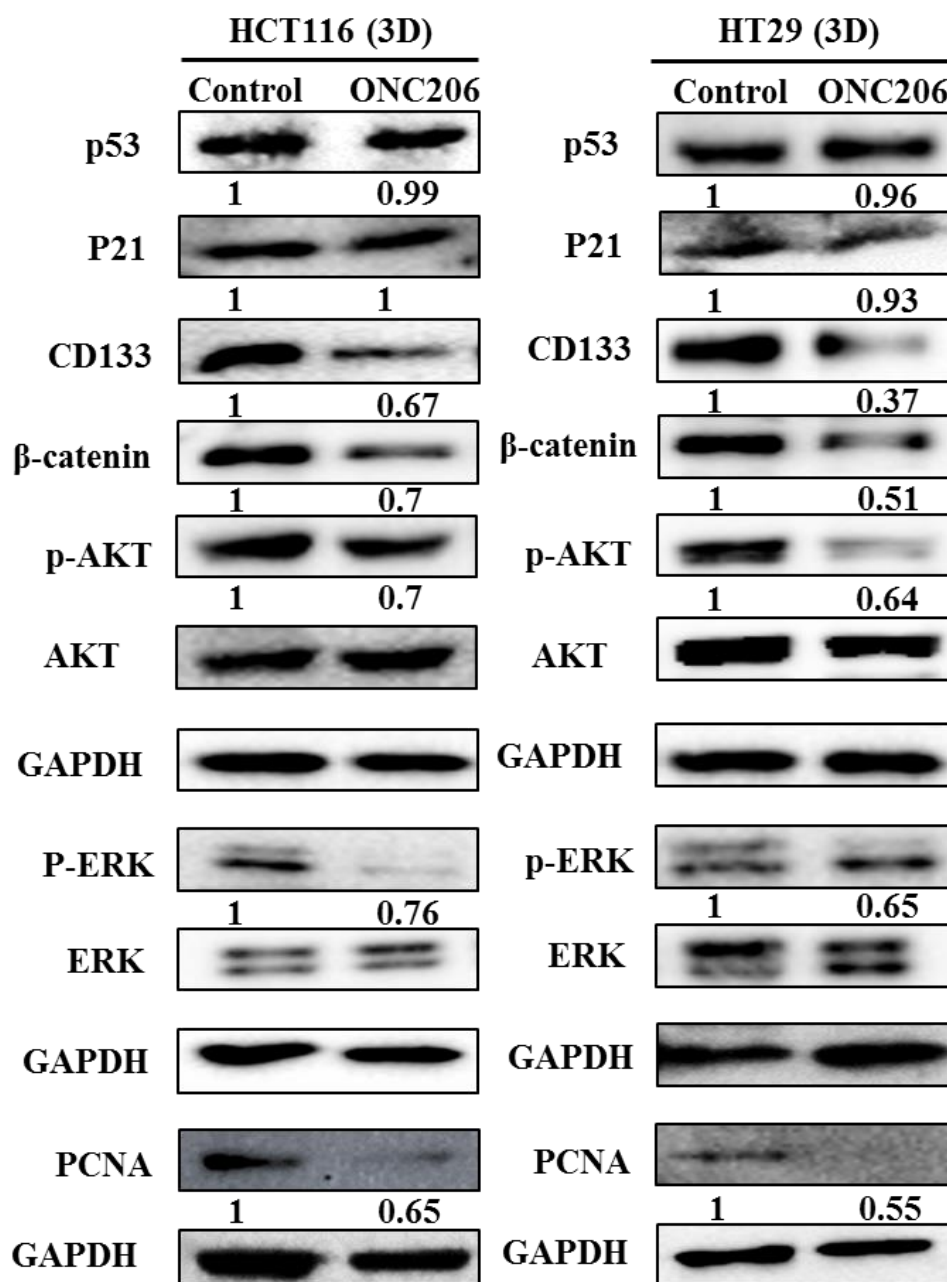 HCT116 (3D) HT29 (3D)
Control ONC206 Control ONC206
p53 p53
1 0.99 1 0.96
P21 P21
1 1 1 0.93
CD133 CD133
1 0.67 1 0.37
β-catenin β-catenin
1 0.7 1 0.51
p-AKT p-AKT
1 0.7 1 0.64
AKT AKT
GAPDH GAPDH
P-ERK p-ERK
1 0.76 1 0.65
ERK ERK
GAPDH GAPDH
PCNA PCNA
1 0.65 1 0.55
GAPDH GAPDH